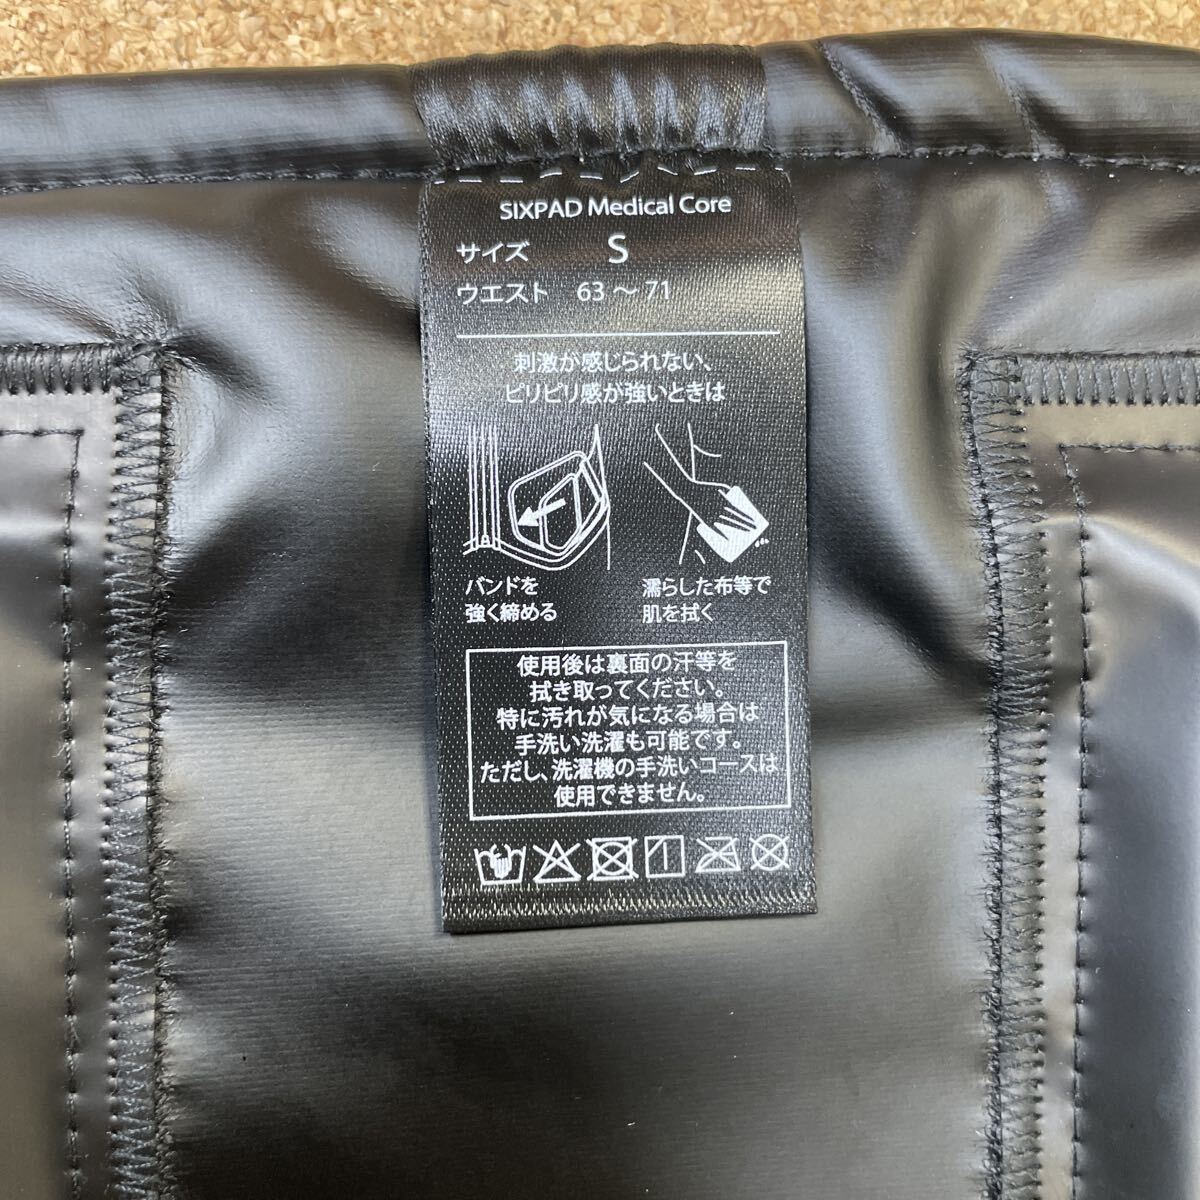 SIXPAD Medical Core
サイズ S
ウエスト 63～71
刺激が感じられない、
ピリピリ感が強いときは
バンドを
強く締める
濡らした布等で
肌を拭く
使用後は裏面の汗等を
拭き取ってください。
特に汚れが気になる場合は
手洗い洗濯も可能です。
ただし、洗濯機の手洗いコースは
使用できません。